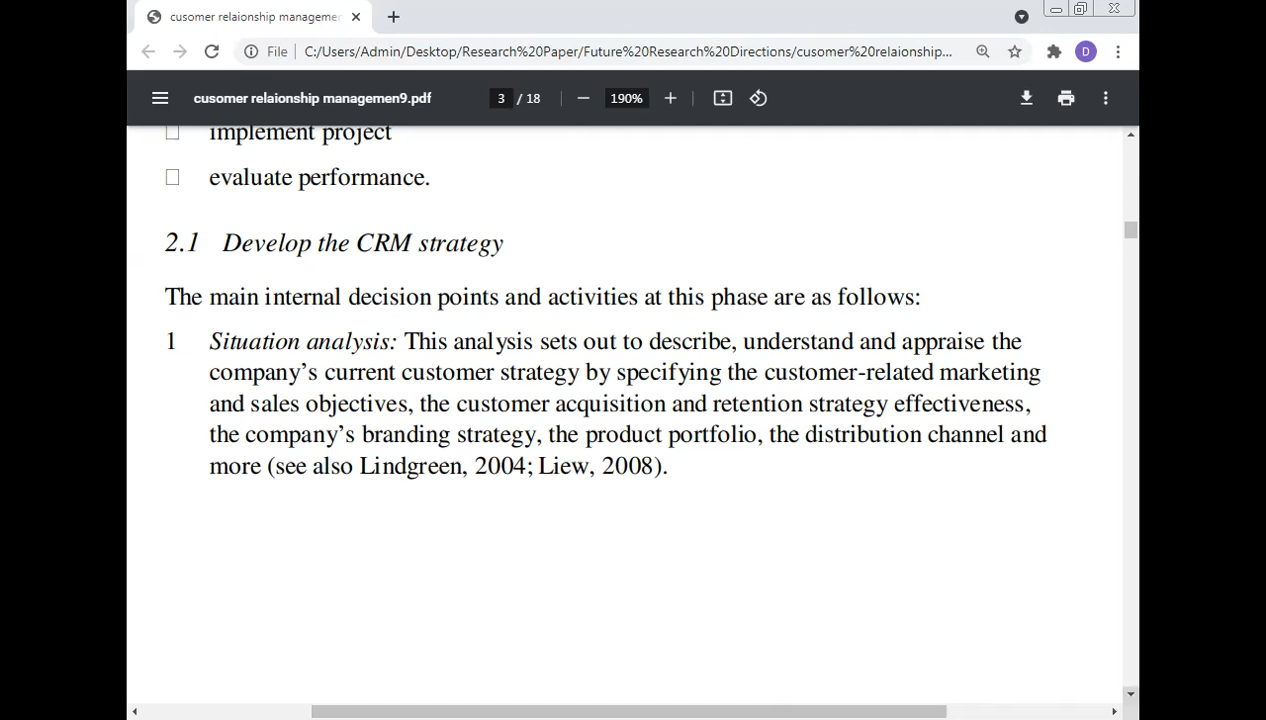 cusomer relaionship managemen
File
C:/Users/Admin/Desktop/Research%20Paper/Future%20Research%20Directions/cusomer%20relaionship...
D
cusomer relaionship managemen9.pdf
3 / 18
190%
implement project
evaluate performance.
2.1 Develop the CRM strategy
The main internal decision points and activities at this phase are as follows:
1 Situation analysis: This analysis sets out to describe, understand and appraise the
company's current customer strategy by specifying the customer-related marketing
and sales objectives, the customer acquisition and retention strategy effectiveness,
the company's branding strategy, the product portfolio, the distribution channel and
more (see also Lindgreen, 2004; Liew, 2008).